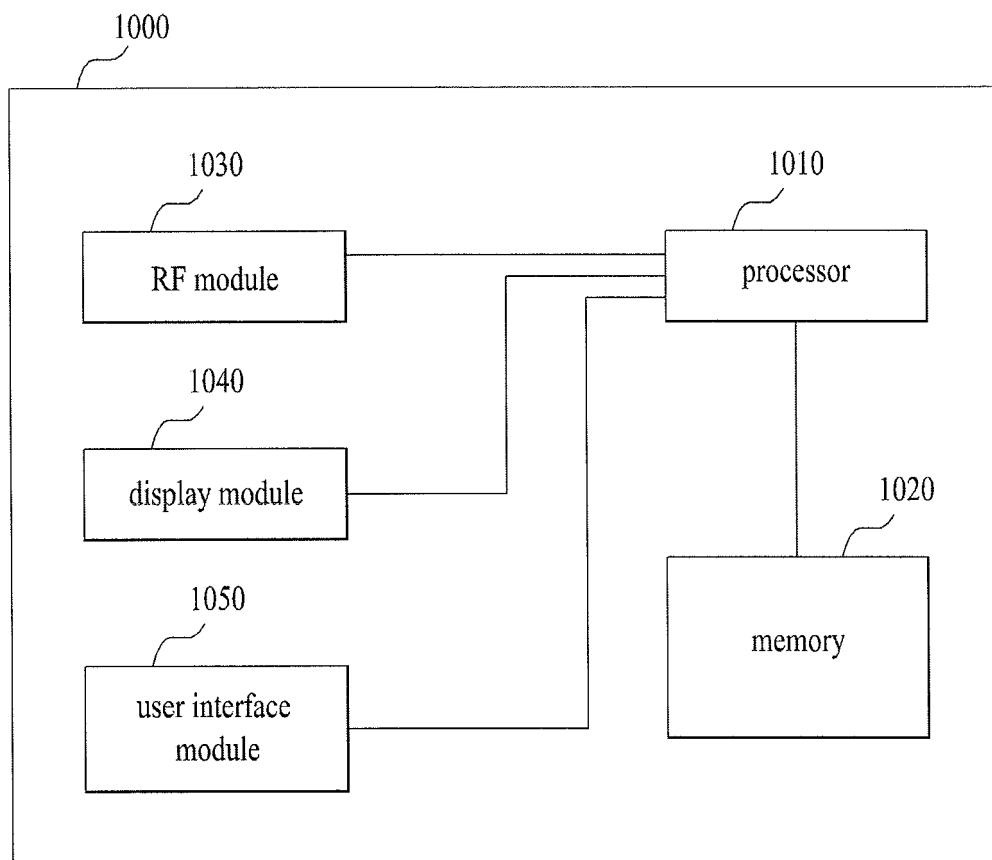 1000
1030
RF module
1010
processor
1040
display module
1020
memory
1050
user interface
module